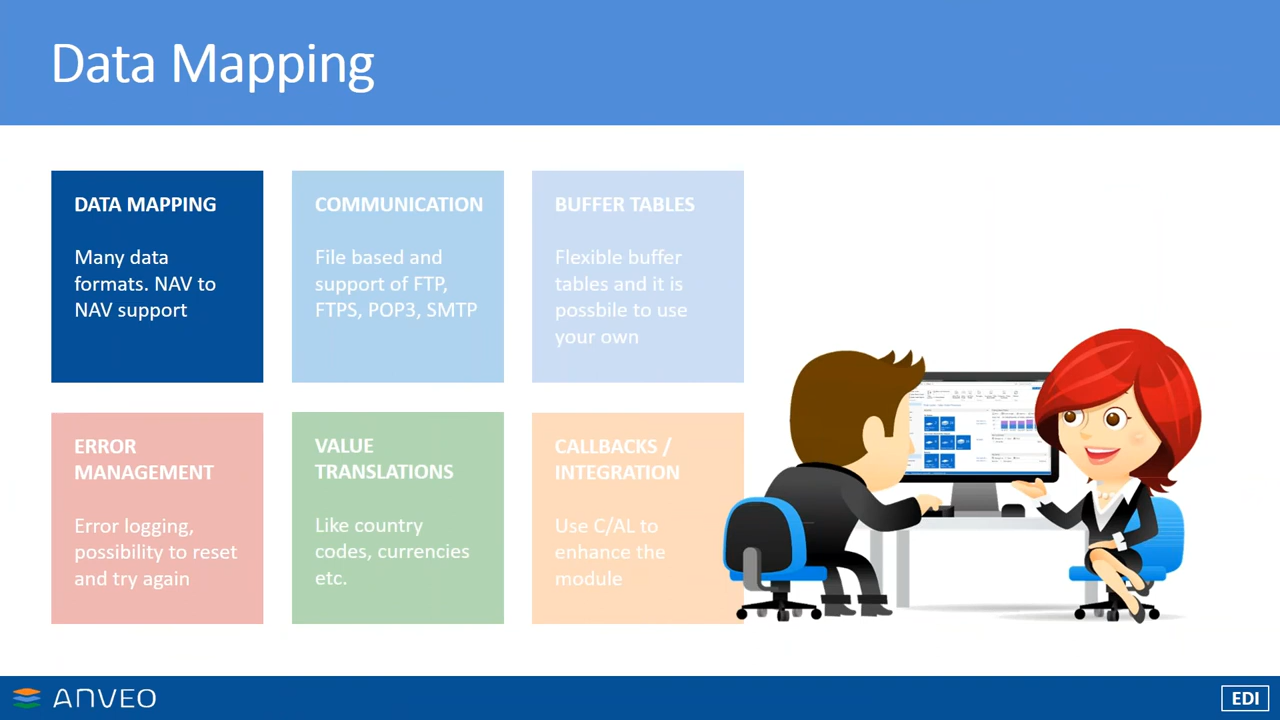 Data Mapping
DATA MAPPING
Many data
formats. NAV to
NAV support
COMMUNICATION
File based and
support of FTP,
FTPS, POP3, SMTP
BUFFER TABLES
Flexible buffer
tables and it is
possbile to use
your own
ERROR
MANAGEMENT
Error logging,
possibility to reset
and try again
VALUE
TRANSLATIONS
Like country
codes, currencies
etc.
CALLBACKS /
INTEGRATION
Use C/AL to
enhance the
module
ANVEO
EDI